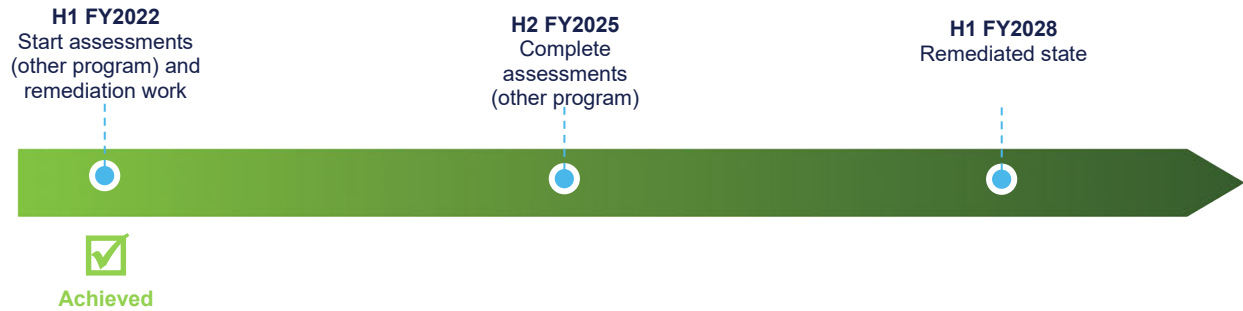 H1 FY2022
Start assessments
(other program) and
remediation work
H2 FY2025
Complete
assessments
(other program)
H1 FY2028
Remediated state
Achieved